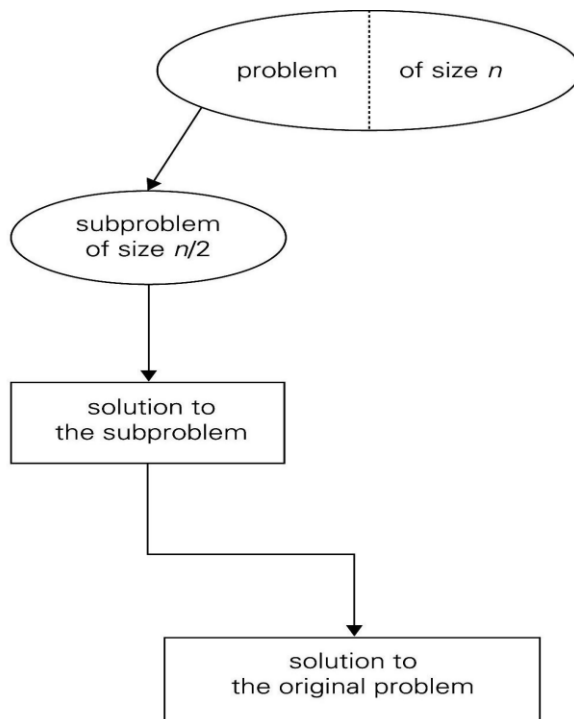 problem of size n
subproblem
of size n/2
solution to
the subproblem
solution to
the original problem